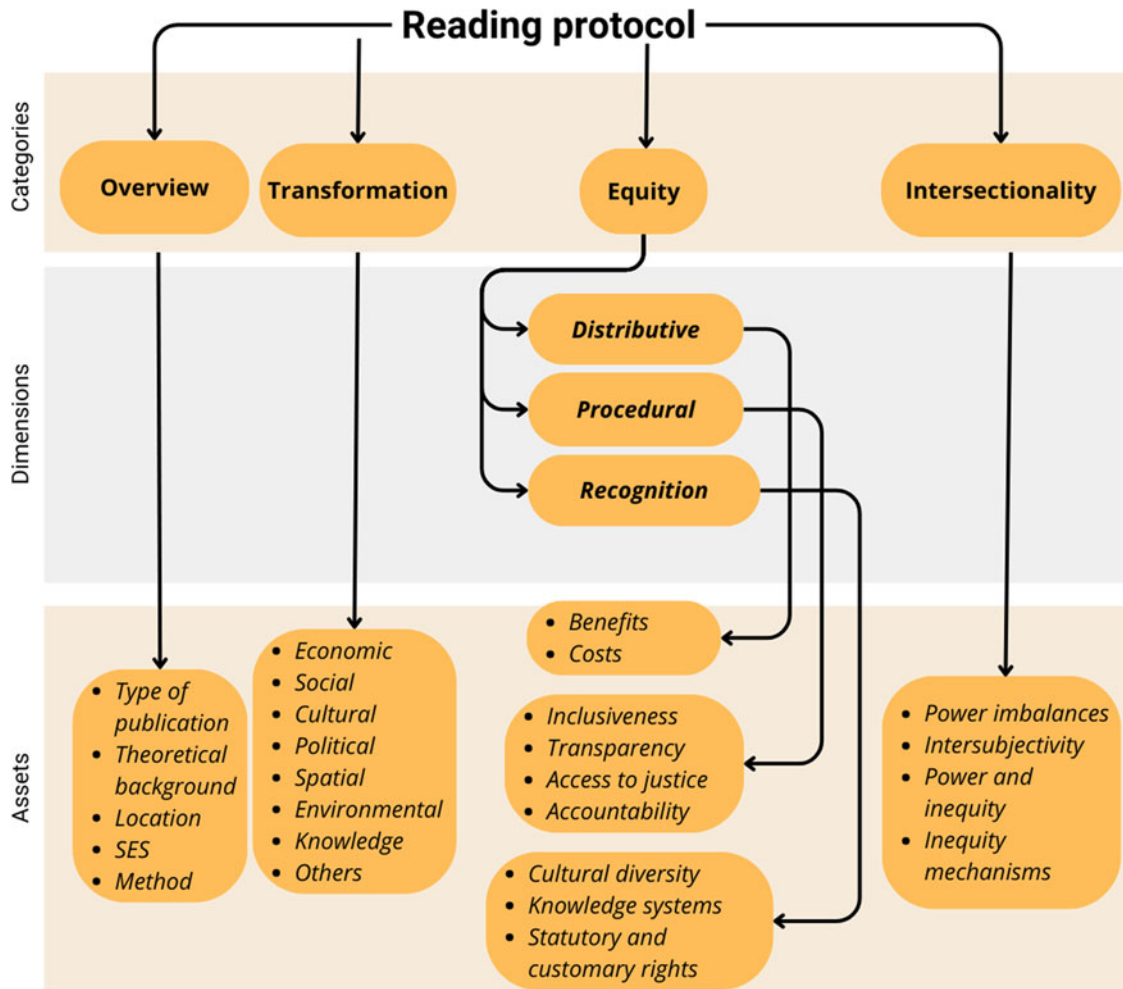 Reading protocol
Categories
Overview
Transformation
Equity
Intersectionality
Dimensions
Distributive
Procedural
Recognition
Assets
• Type of
publication
• Theoretical
background
• Location
• SES
• Method
• Economic
• Social
• Cultural
• Political
• Spatial
• Environmental
• Knowledge
• Others
• Benefits
• Costs
• Inclusiveness
• Transparency
• Access to justice
• Accountability
• Cultural diversity
• Knowledge systems
• Statutory and
customary rights
• Power imbalances
• Intersubjectivity
• Power and
inequity
• Inequity
mechanisms